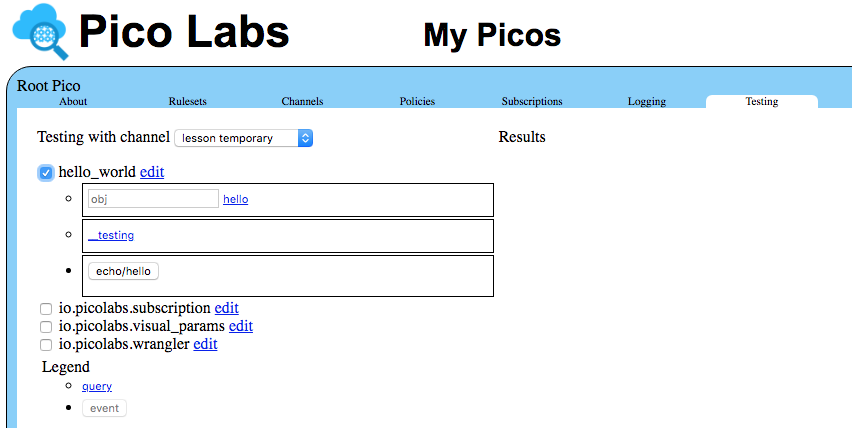 Pico Labs My Picos
Root Pico
About Rulesets Channels Policies Subscriptions Logging Testing
Testing with channel lesson temporary Results
hello_world edit
obj hello
__testing
echo/hello
io.picolabs.subscription edit
io.picolabs.visual_params edit
io.picolabs.wrangler edit
Legend
query
event